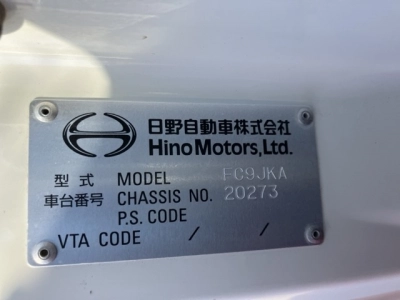 日野自動車株式会社
Hino Motors, Ltd.
型式 MODEL FC9JKA
車台番号 CHASSIS NO. 20273
P.S. CODE
VTA CODE / /